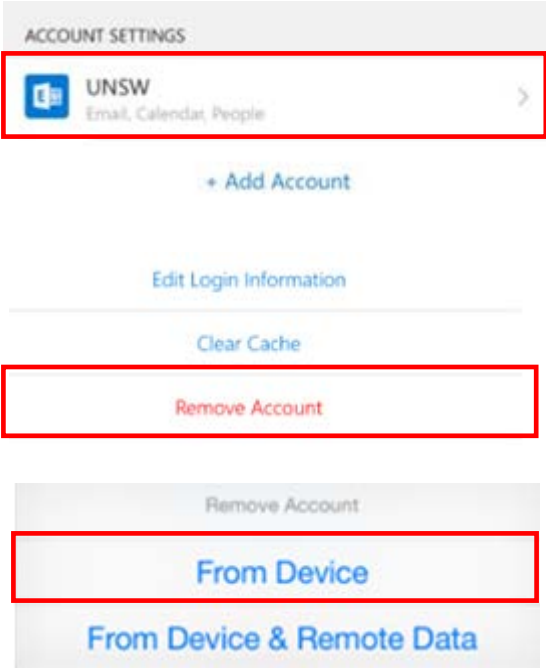 ACCOUNT SETTINGS
UNSW
Email, Calendar, People
+ Add Account
Edit Login Information
Clear Cache
Remove Account
Remove Account
From Device
From Device & Remote Data